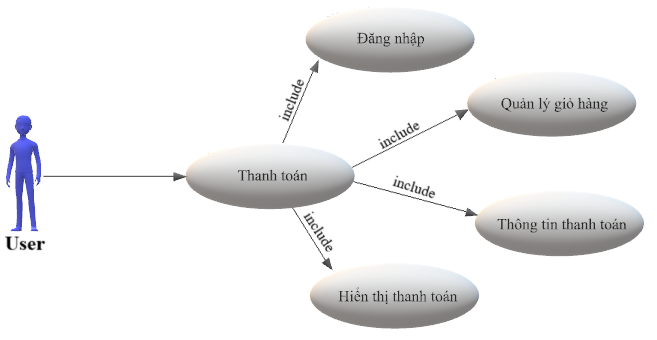 Đăng nhập
include
Quản lý giỏ hàng
include
Thanh toán
include
Thông tin thanh toán
include
User
Hiển thị thanh toán